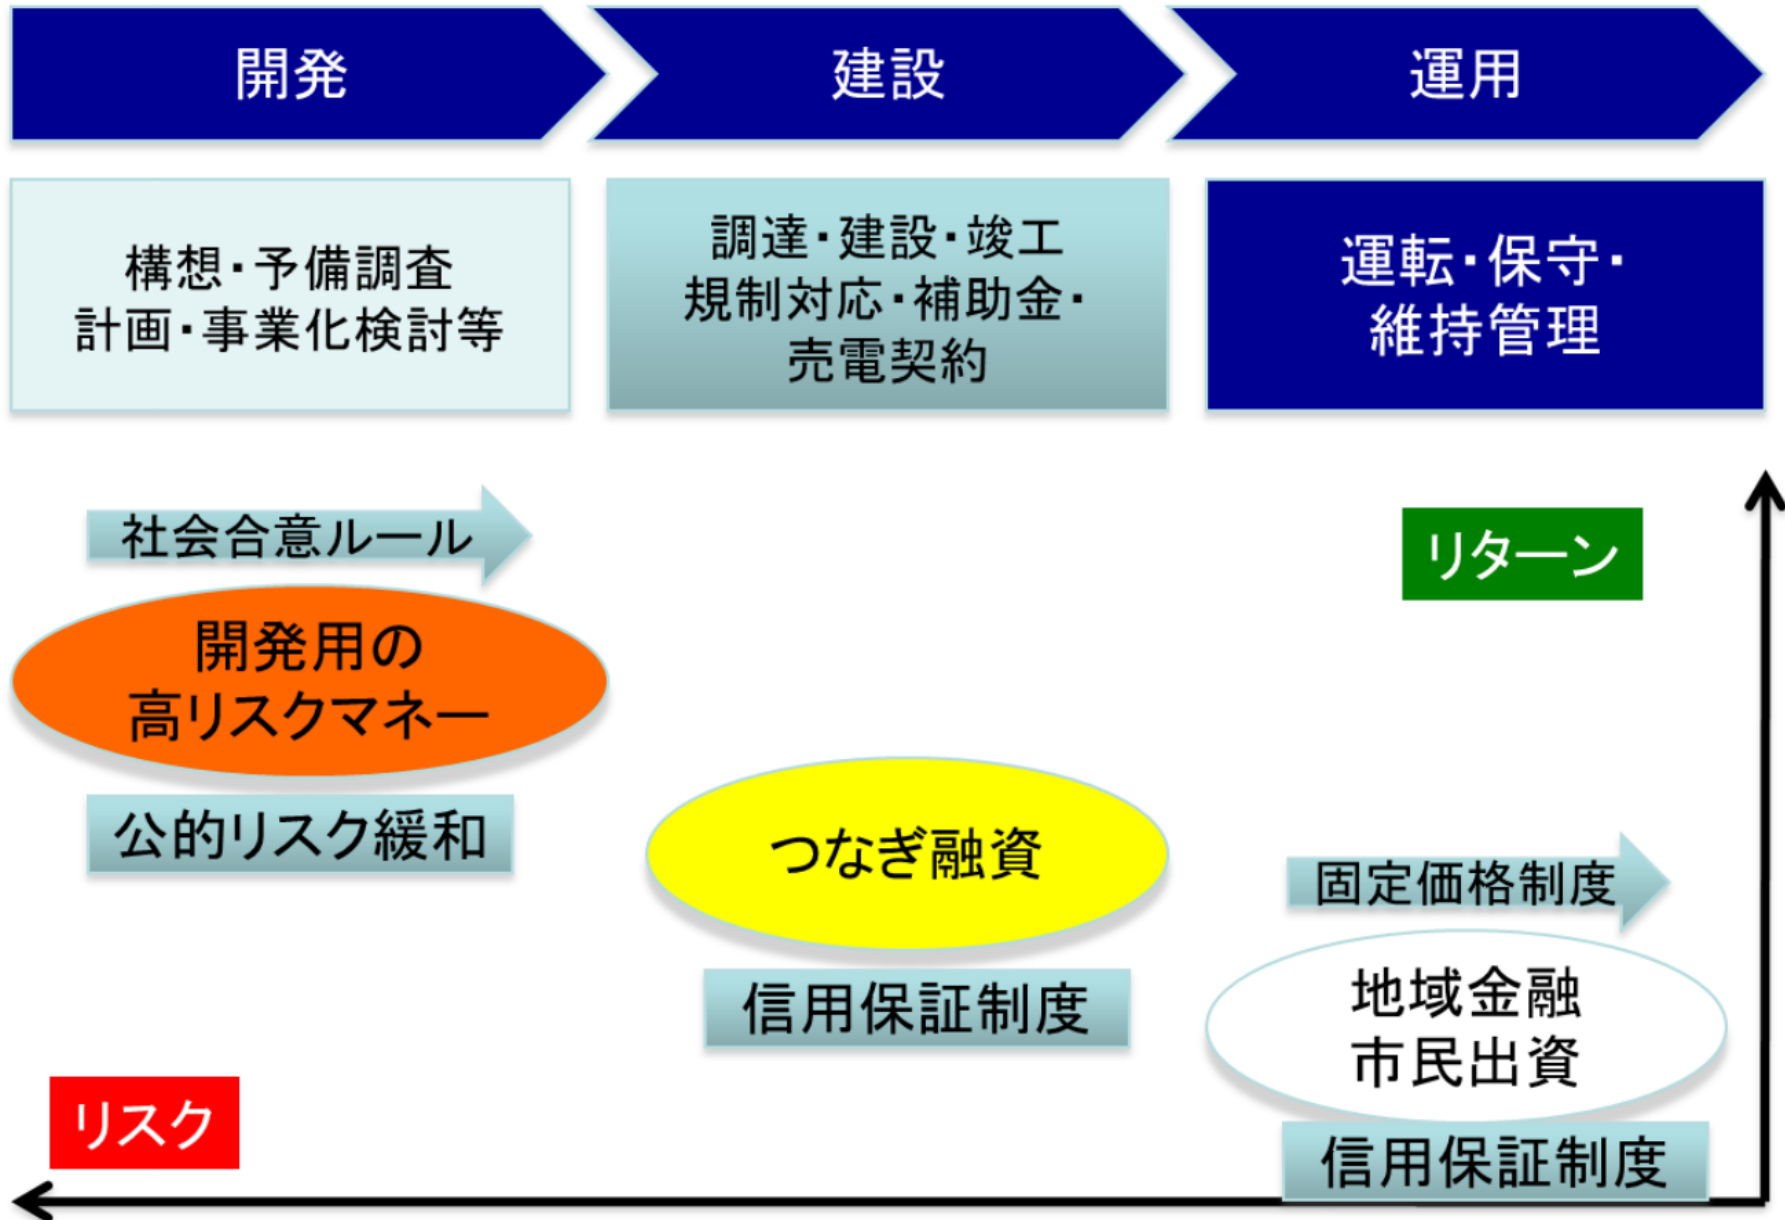 開発
建設
運用
構想・予備調査
計画・事業化検討等
調達・建設・竣工
規制対応・補助金・
売電契約
運転・保守・
維持管理
社会合意ルール
開発用の
高リスクマネー
公的リスク緩和
つなぎ融資
信用保証制度
リターン
固定価格制度
地域金融
市民出資
信用保証制度
リスク